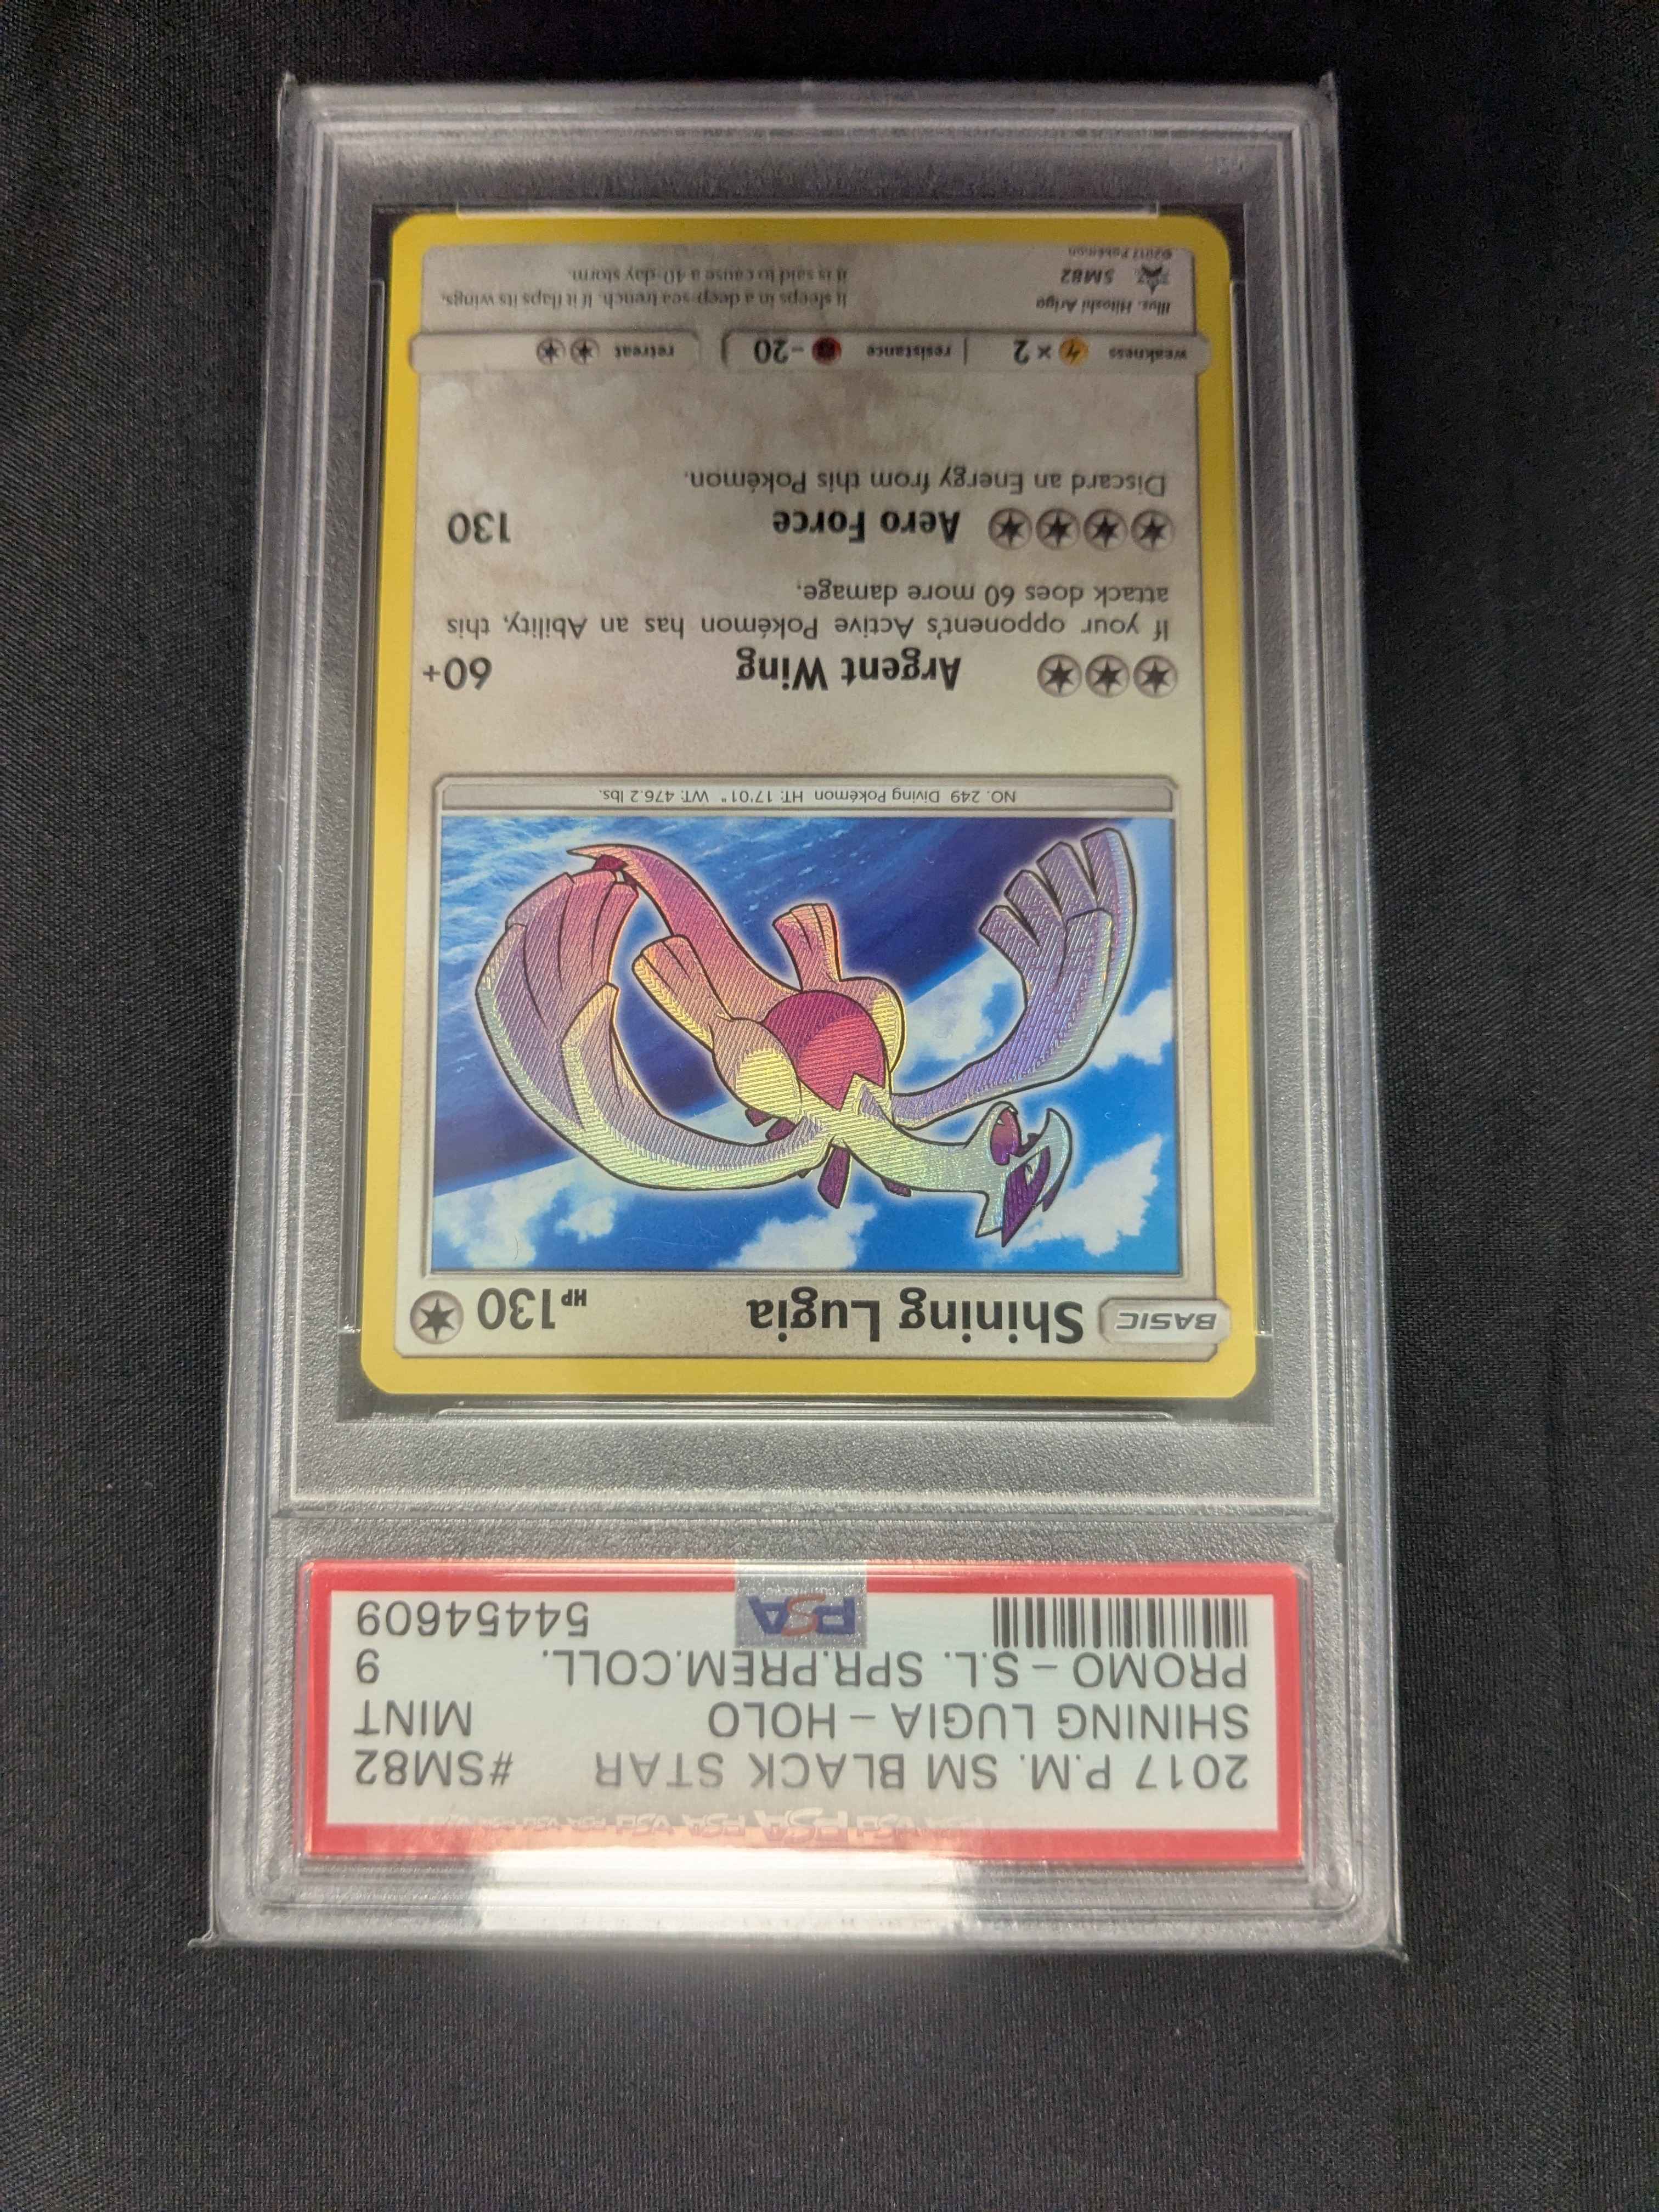 2017 P.M. SM BLACK STAR #SM82
SHINING LUGIA – HOLO MINT
PROMO – S.L. SPR.PREM.COLL. 9
PSA 54454609
BASIC Shining Lugia HP 130
NO. 249 Diving Pokémon HT: 17'01" WT: 476.2 lbs.
Argent Wing 60+
If your opponent's Active Pokémon has an Ability, this
attack does 60 more damage.
Aero Force 130
Discard an Energy from this Pokémon.
weakness × 2 resistance -20 retreat
Illus. Hitoshi Ariga
SM82
©2017 Pokémon
It sleeps in a deep-sea trench. If it flaps its wings,
it is said to cause a 40-day storm.